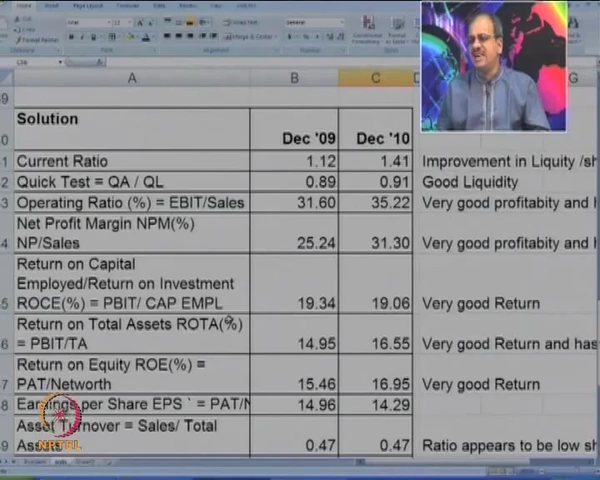 A B C G
Solution
Dec '09 Dec '10
Current Ratio 1.12 1.41 Improvement in Liquity /sh
Quick Test = QA / QL 0.89 0.91 Good Liquidity
Operating Ratio (%) = EBIT/Sales 31.60 35.22 Very good profitabity and h
Net Profit Margin NPM(%)
NP/Sales 25.24 31.30 Very good profitabity and h
Return on Capital
Employed/Return on Investment
ROCE(%) = PBIT/ CAP EMPL 19.34 19.06 Very good Return
Return on Total Assets ROTA(%)
= PBIT/TA 14.95 16.55 Very good Return and has
Return on Equity ROE(%) =
PAT/Networth 15.46 16.95 Very good Return
Earnings per Share EPS ` = PAT/N 14.96 14.29
Asset Turnover = Sales/ Total
Assets 0.47 0.47 Ratio appears to be low sh
NPTEL